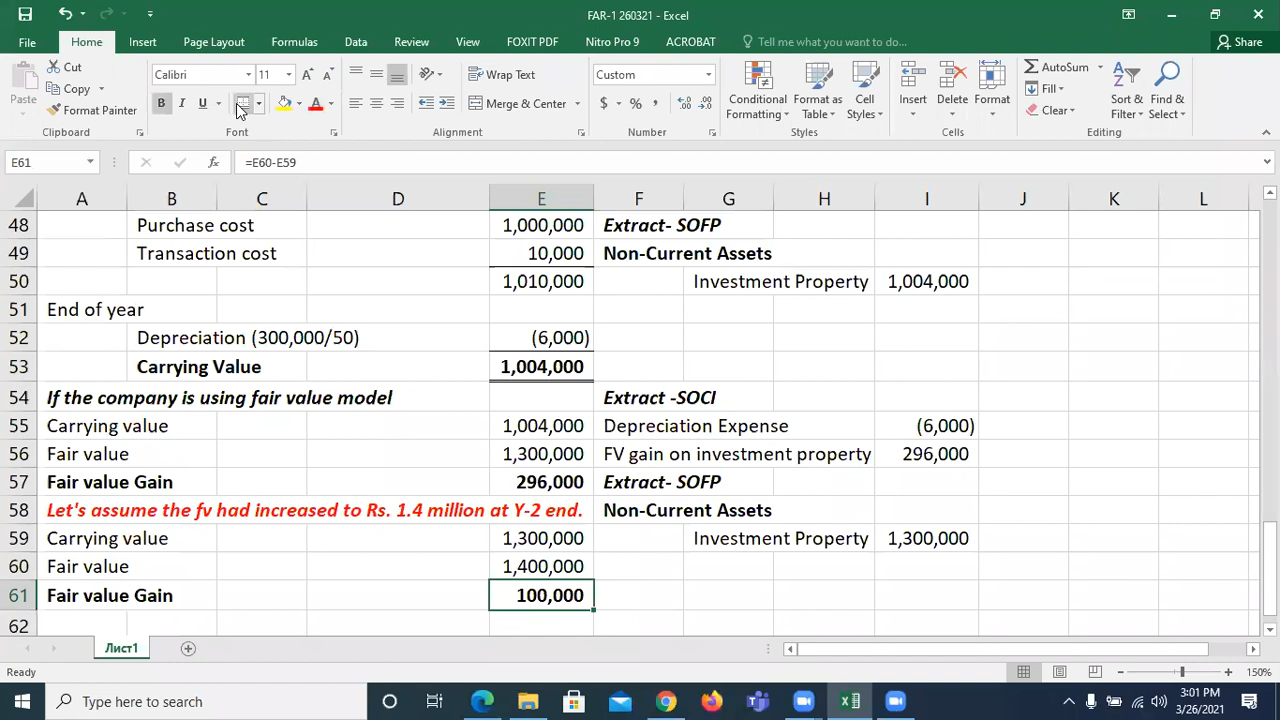 FAR-1 260321 - Excel
File Home Insert Page Layout Formulas Data Review View FOXIT PDF Nitro Pro 9 ACROBAT Tell me what you want to do... Share
Paste Cut Copy Format Painter Clipboard
Calibri 11 B I U A Font
Wrap Text Merge & Center Alignment
Custom $ % Number
Conditional Formatting Format as Table Cell Styles Styles
Insert Delete Format Cells
AutoSum Fill Clear Sort & Filter Find & Select Editing
E61 fx =E60-E59
A B C D E F G H I J K L
48 Purchase cost 1,000,000 Extract- SOFP
49 Transaction cost 10,000 Non-Current Assets
50 1,010,000 Investment Property 1,004,000
51 End of year
52 Depreciation (300,000/50) (6,000)
53 Carrying Value 1,004,000
54 If the company is using fair value model Extract -SOCI
55 Carrying value 1,004,000 Depreciation Expense (6,000)
56 Fair value 1,300,000 FV gain on investment property 296,000
57 Fair value Gain 296,000 Extract- SOFP
58 Let's assume the fv had increased to Rs. 1.4 million at Y-2 end. Non-Current Assets
59 Carrying value 1,300,000 Investment Property 1,300,000
60 Fair value 1,400,000
61 Fair value Gain 100,000
62
Лист1
Ready 150%
Type here to search 3:01 PM
3/26/2021